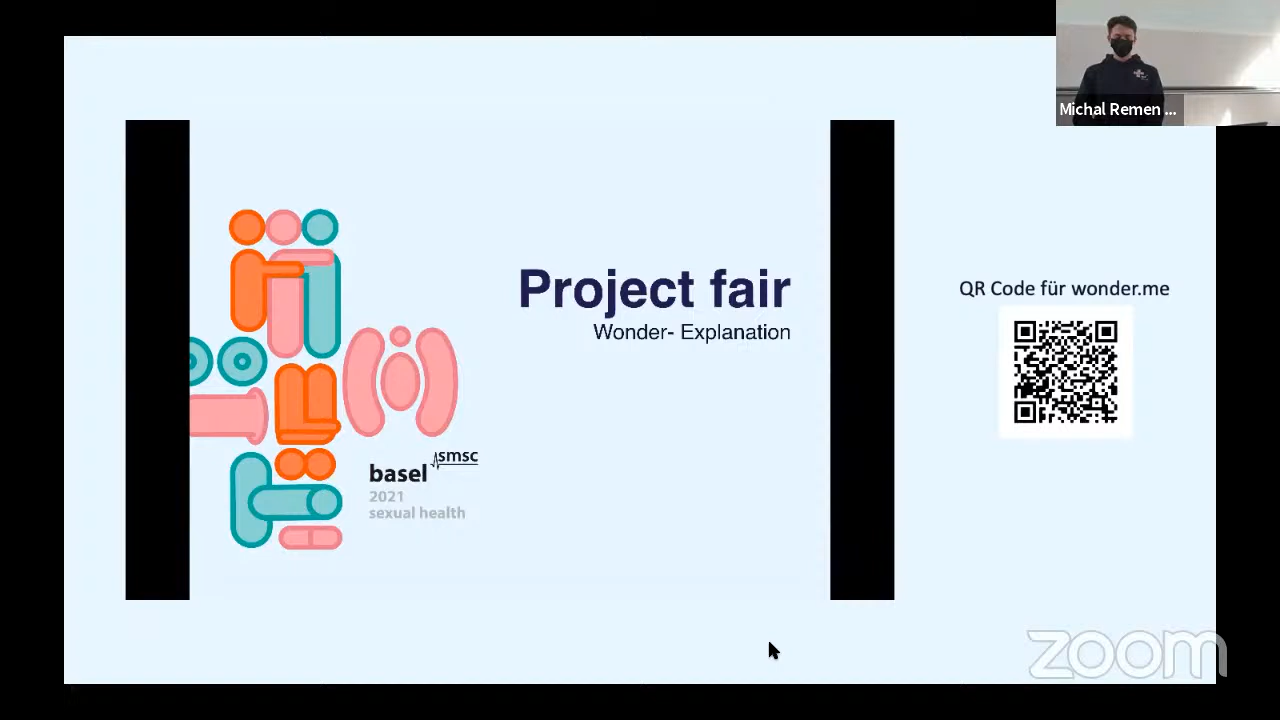 Michal Remen ...
Project fair
Wonder- Explanation
QR Code für wonder.me
smsc
basel
2021
sexual health
zoom